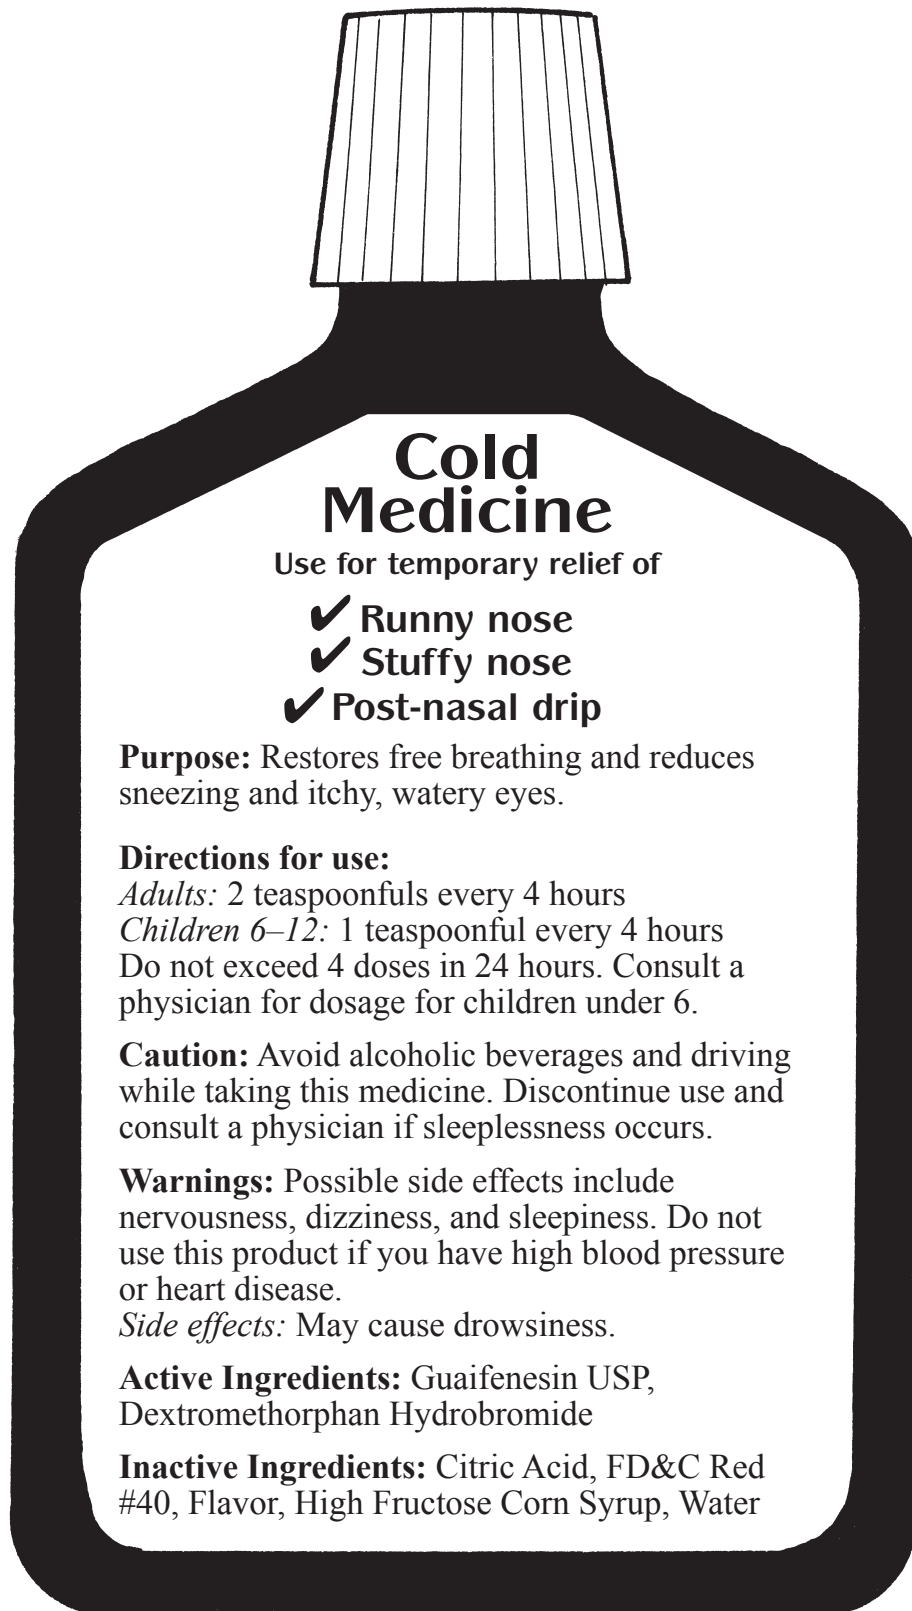 Cold
Medicine
Use for temporary relief of
✔ Runny nose
✔ Stuffy nose
✔ Post-nasal drip
Purpose: Restores free breathing and reduces
sneezing and itchy, watery eyes.
Directions for use:
Adults: 2 teaspoonfuls every 4 hours
Children 6–12: 1 teaspoonful every 4 hours
Do not exceed 4 doses in 24 hours. Consult a
physician for dosage for children under 6.
Caution: Avoid alcoholic beverages and driving
while taking this medicine. Discontinue use and
consult a physician if sleeplessness occurs.
Warnings: Possible side effects include
nervousness, dizziness, and sleepiness. Do not
use this product if you have high blood pressure
or heart disease.
Side effects: May cause drowsiness.
Active Ingredients: Guaifenesin USP,
Dextromethorphan Hydrobromide
Inactive Ingredients: Citric Acid, FD&C Red
#40, Flavor, High Fructose Corn Syrup, Water